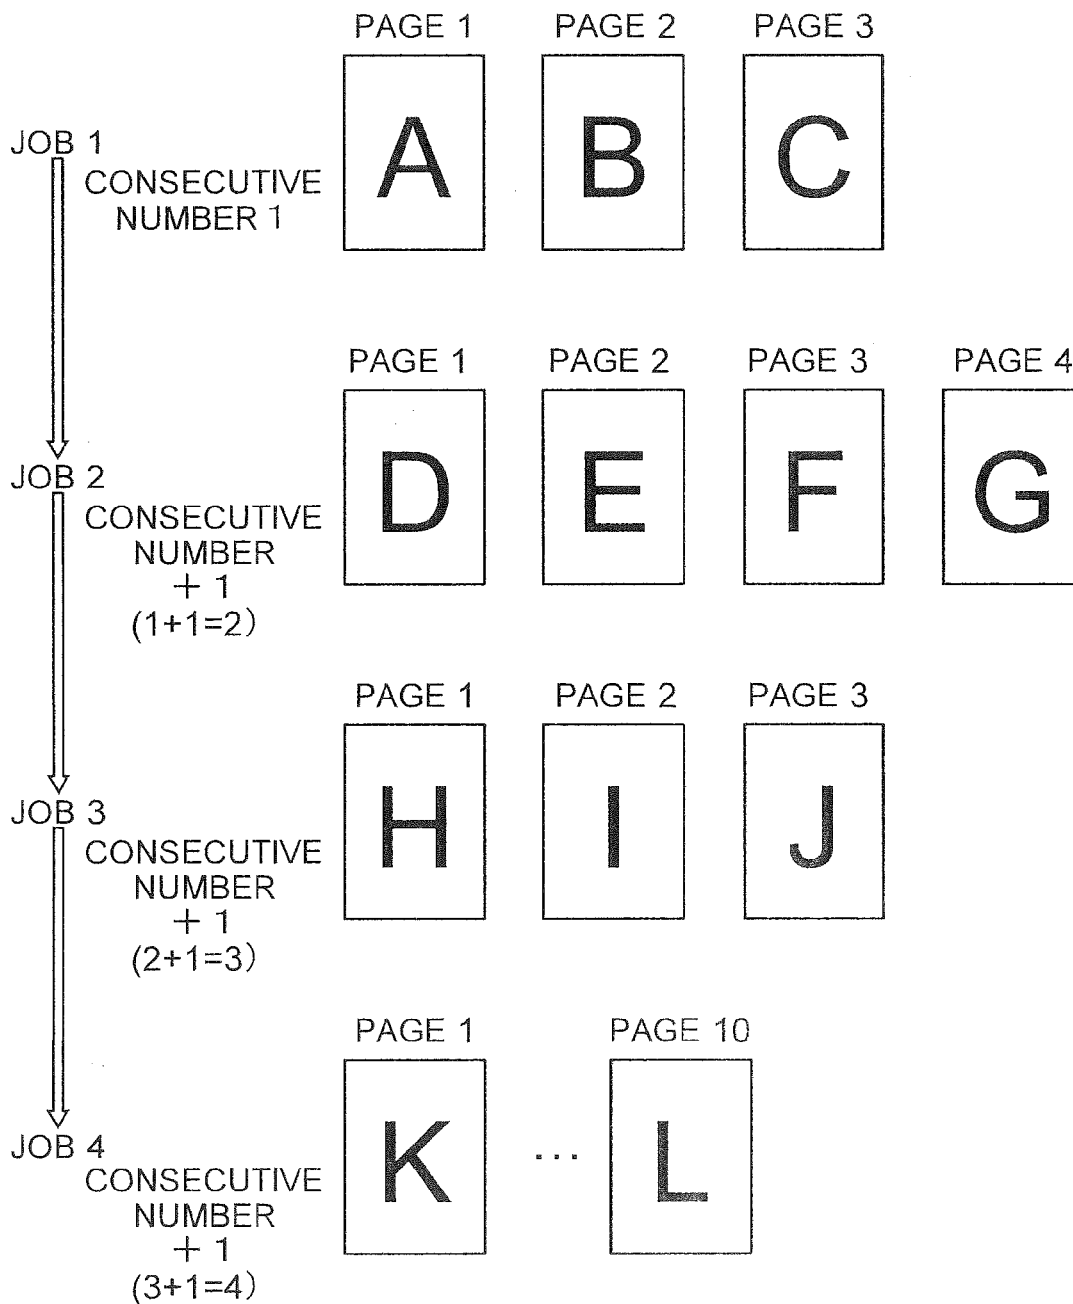 PAGE 1 PAGE 2 PAGE 3
A B C
JOB 1
CONSECUTIVE
NUMBER 1
PAGE 1 PAGE 2 PAGE 3 PAGE 4
D E F G
JOB 2
CONSECUTIVE
NUMBER
+ 1
(1+1=2)
PAGE 1 PAGE 2 PAGE 3
H I J
JOB 3
CONSECUTIVE
NUMBER
+ 1
(2+1=3)
PAGE 1 PAGE 10
K ... L
JOB 4
CONSECUTIVE
NUMBER
+ 1
(3+1=4)